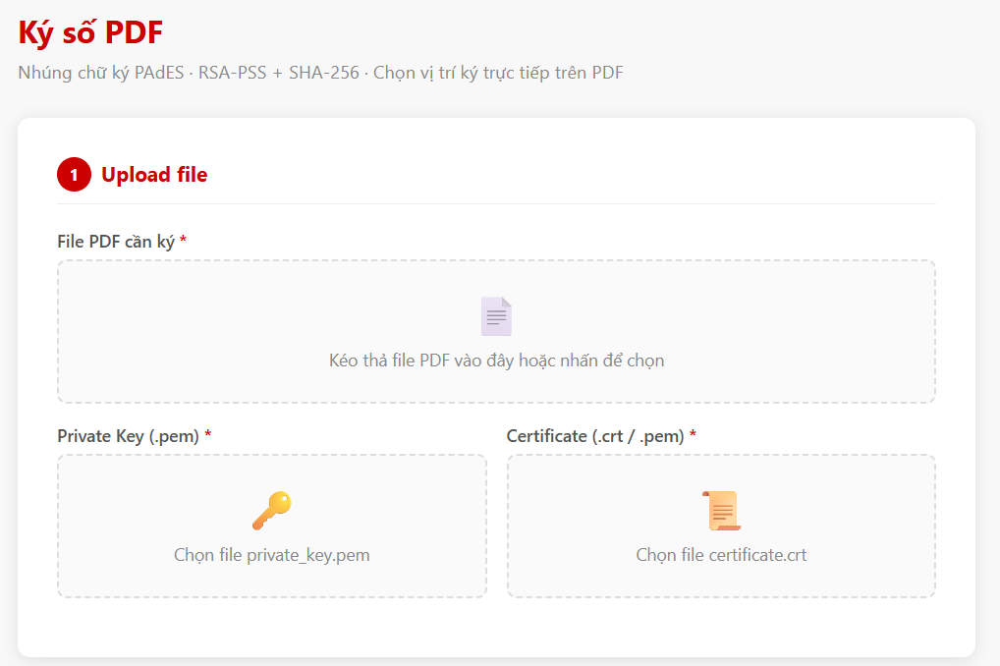 Ký số PDF
Nhúng chữ ký PAdES · RSA-PSS + SHA-256 · Chọn vị trí ký trực tiếp trên PDF
1 Upload file
File PDF cần ký *
Kéo thả file PDF vào đây hoặc nhấn để chọn
Private Key (.pem) *
Certificate (.crt / .pem) *
Chọn file private_key.pem
Chọn file certificate.crt